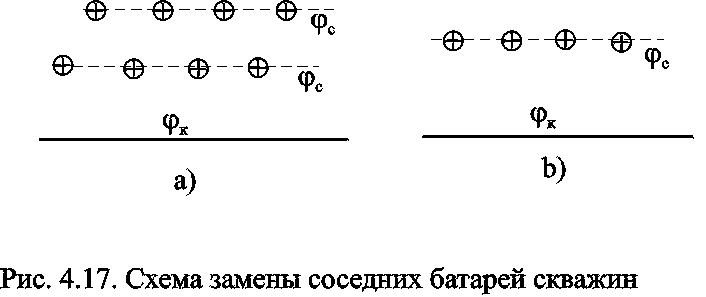 φс
φс
φк
a)
φс
φк
b)
Рис. 4.17. Схема замены соседних батарей скважин